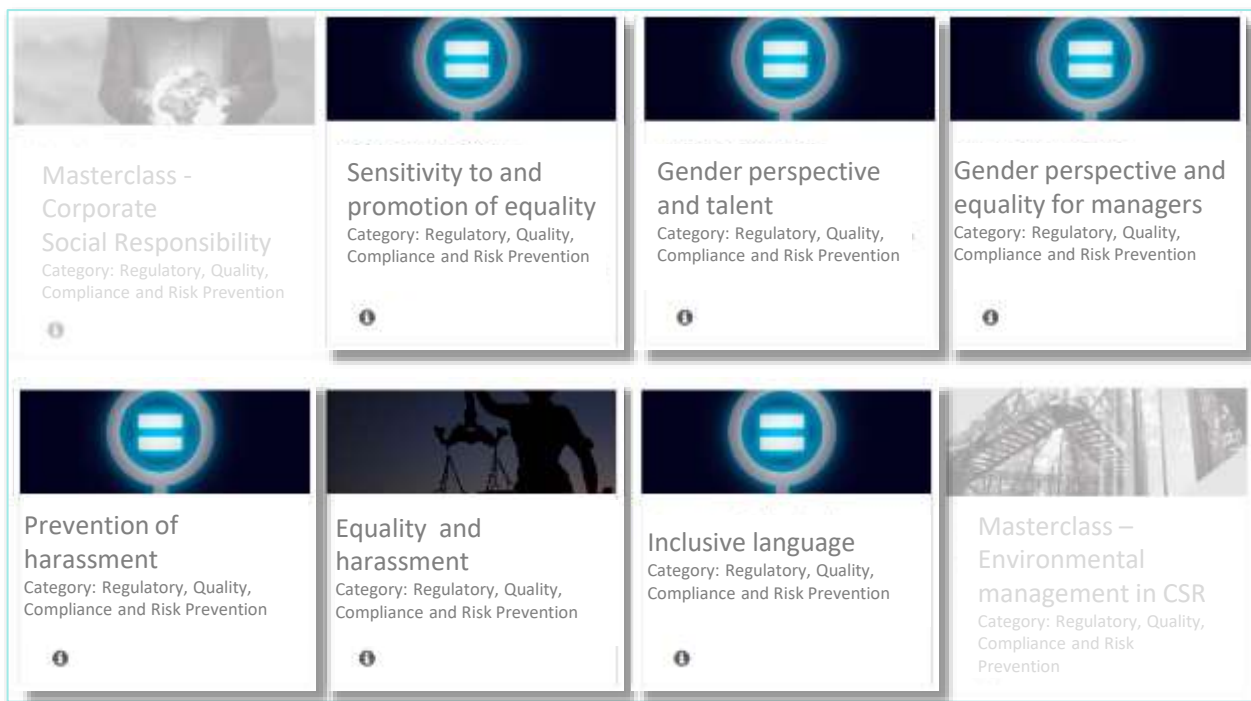 Masterclass -
Corporate
Social Responsibility
Category: Regulatory, Quality,
Compliance and Risk Prevention
Sensitivity to and
promotion of equality
Category: Regulatory, Quality,
Compliance and Risk Prevention
Gender perspective
and talent
Category: Regulatory, Quality,
Compliance and Risk Prevention
Gender perspective and
equality for managers
Category: Regulatory, Quality,
Compliance and Risk Prevention
Prevention of
harassment
Category: Regulatory, Quality,
Compliance and Risk Prevention
Equality and
harassment
Category: Regulatory, Quality,
Compliance and Risk Prevention
Inclusive language
Category: Regulatory, Quality,
Compliance and Risk Prevention
Masterclass –
Environmental
management in CSR
Category: Regulatory, Quality,
Compliance and Risk
Prevention